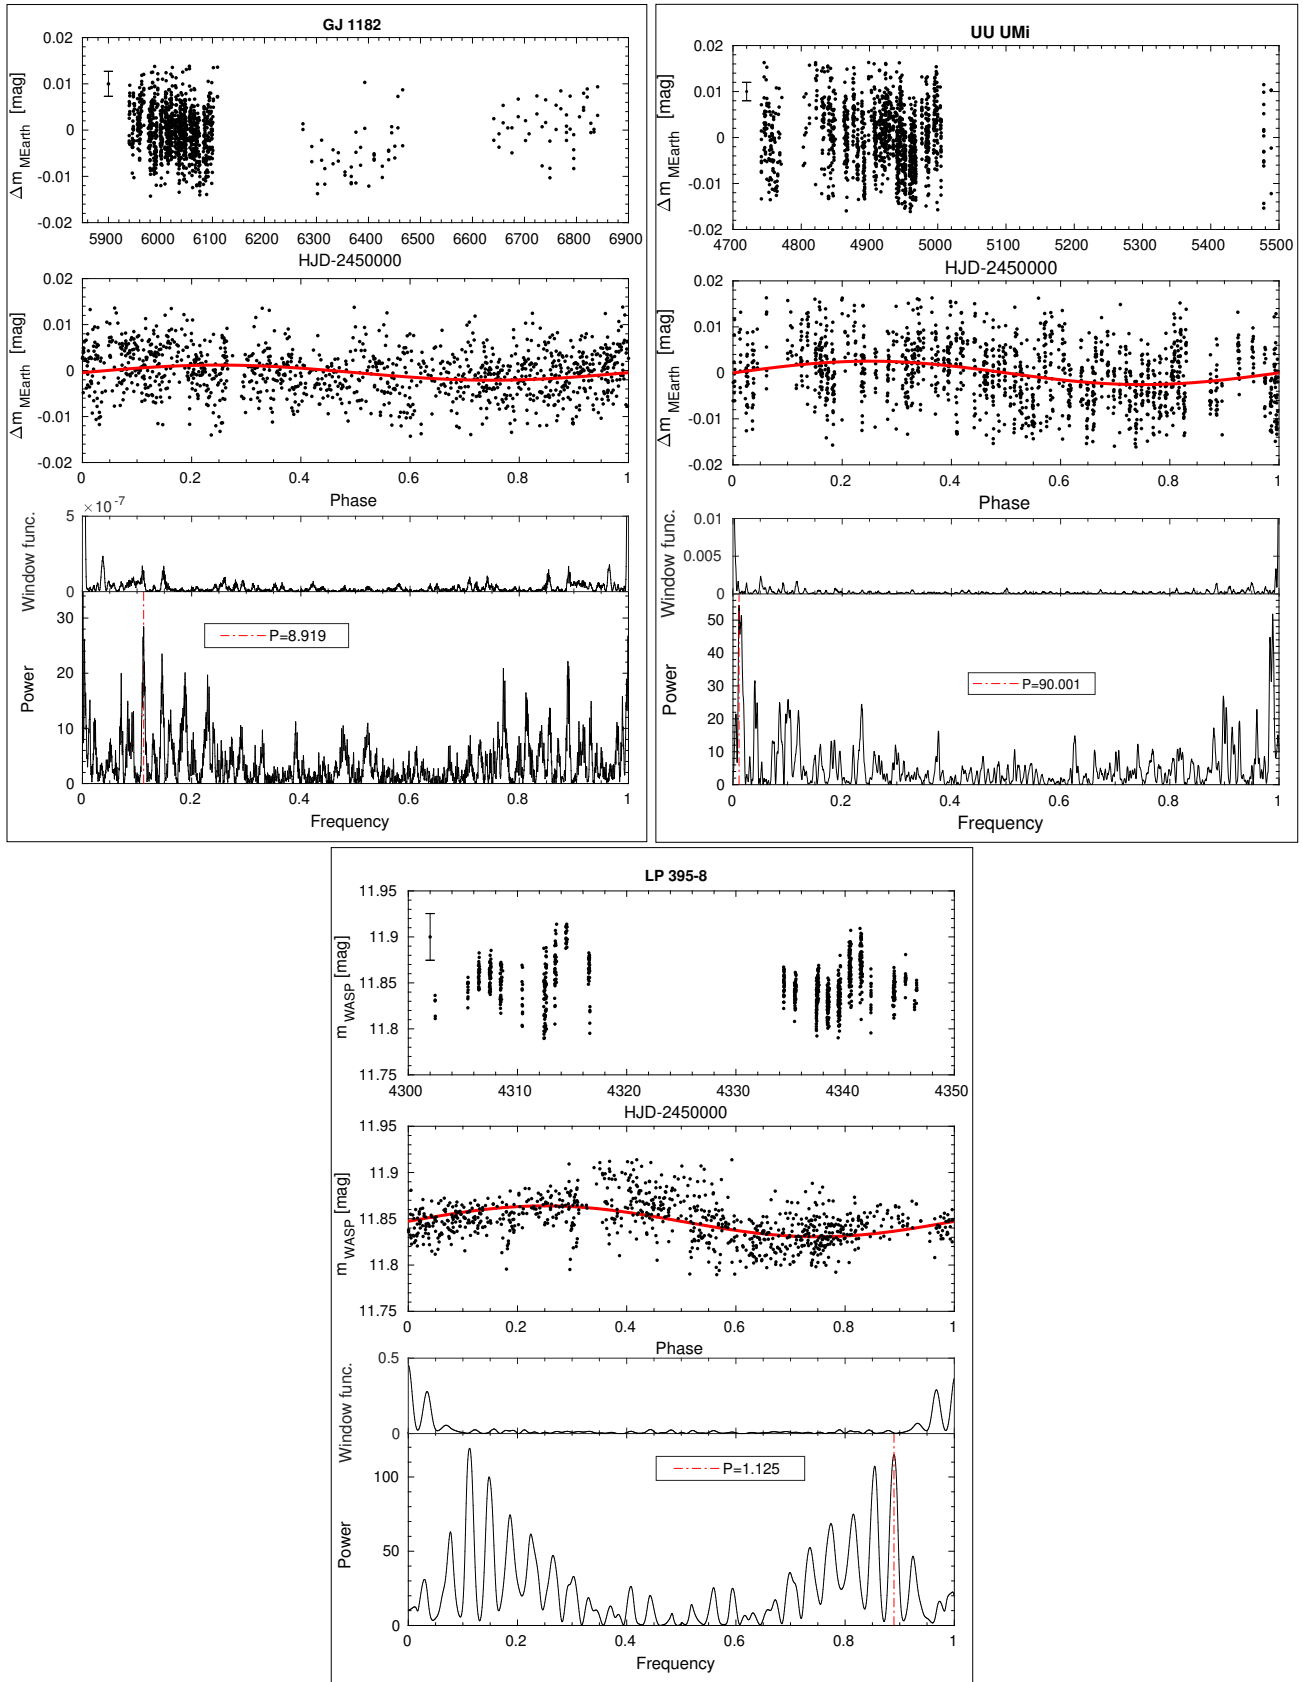 GJ 1182
0.02
0.01
0
-0.01
-0.02
Δm MEarth [mag]
5900 6000 6100 6200 6300 6400 6500 6600 6700 6800 6900
HJD-2450000
0.02
0.01
0
-0.01
-0.02
Δm MEarth [mag]
0 0.2 0.4 0.6 0.8 1
Phase
×10 -7
5
0
Window func.
30
20
10
0
Power
P=8.919
0 0.2 0.4 0.6 0.8 1
Frequency
UU UMi
0.02
0.01
0
-0.01
-0.02
Δm MEarth [mag]
4700 4800 4900 5000 5100 5200 5300 5400 5500
HJD-2450000
0.02
0.01
0
-0.01
-0.02
Δm MEarth [mag]
0 0.2 0.4 0.6 0.8 1
Phase
0.01
0.005
0
Window func.
50
40
30
20
10
0
Power
P=90.001
0 0.2 0.4 0.6 0.8 1
Frequency
LP 395-8
11.95
11.9
11.85
11.8
11.75
m WASP [mag]
4300 4310 4320 4330 4340 4350
HJD-2450000
11.95
11.9
11.85
11.8
11.75
m WASP [mag]
0 0.2 0.4 0.6 0.8 1
Phase
0.5
0
Window func.
100
50
0
Power
P=1.125
0 0.2 0.4 0.6 0.8 1
Frequency